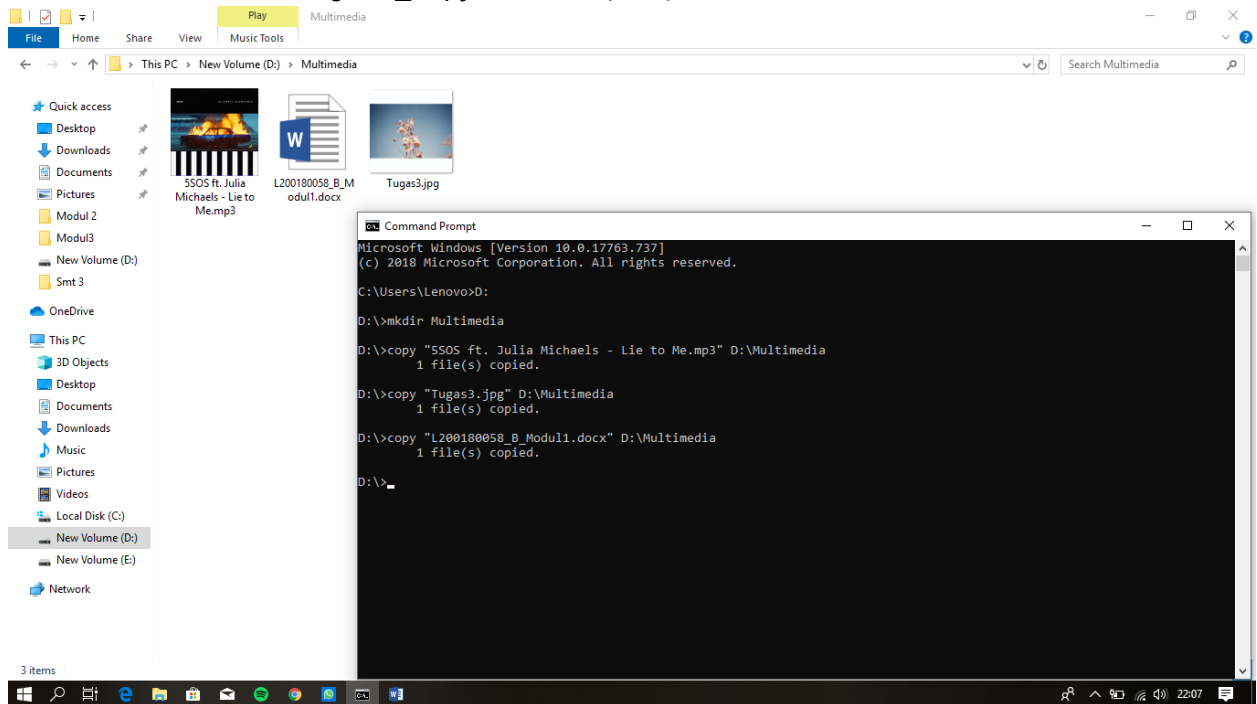 Play
Multimedia
File
Home
Share
View
Music Tools
This PC
New Volume (D:)
Multimedia
Search Multimedia
Quick access
Desktop
Downloads
Documents
Pictures
Modul 2
Modul3
New Volume (D:)
Smt 3
OneDrive
This PC
3D Objects
Desktop
Documents
Downloads
Music
Pictures
Videos
Local Disk (C:)
New Volume (D:)
New Volume (E:)
Network
3 items
5SOS ft. Julia
Michaels - Lie to
Me.mp3
W
L200180058_B_M
odul1.docx
Tugas3.jpg
Command Prompt
Microsoft Windows [Version 10.0.17763.737]
(c) 2018 Microsoft Corporation. All rights reserved.
C:\Users\Lenovo>D:
D:\>mkdir Multimedia
D:\>copy "5SOS ft. Julia Michaels - Lie to Me.mp3" D:\Multimedia
1 file(s) copied.
D:\>copy "Tugas3.jpg" D:\Multimedia
1 file(s) copied.
D:\>copy "L200180058_B_Modul1.docx" D:\Multimedia
1 file(s) copied.
D:\>
22:07